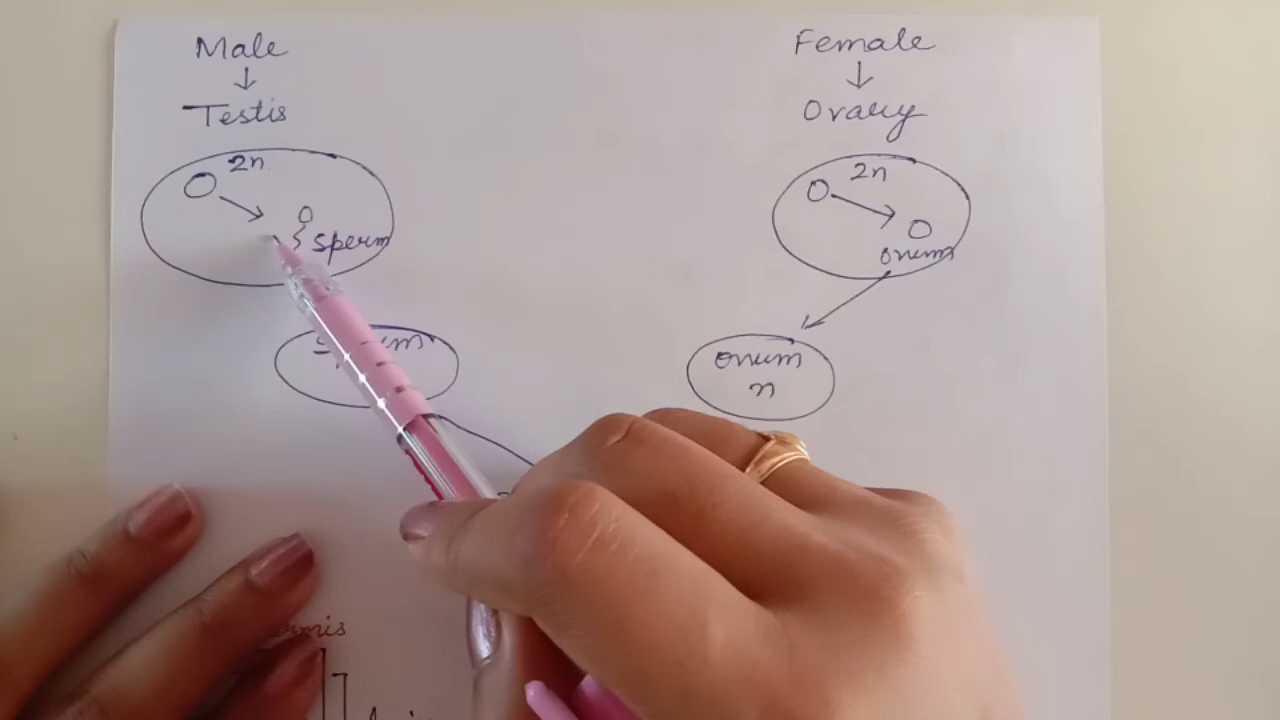 Male
↓
Testis
2n
sperm
Female
↓
Ovary
2n
ovum
ovum
n